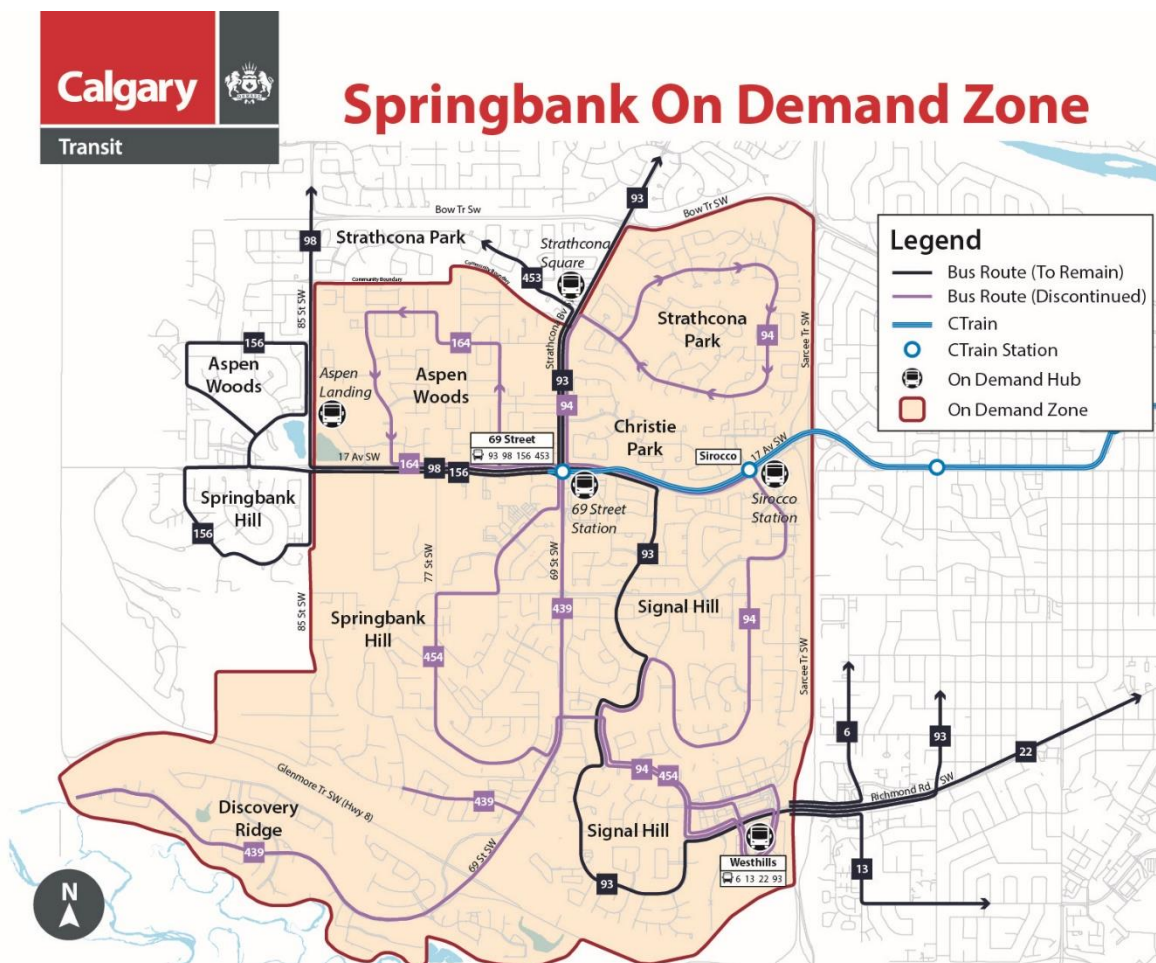 Calgary
Transit
Springbank On Demand Zone
Legend
Bus Route (To Remain)
Bus Route (Discontinued)
CTrain
CTrain Station
On Demand Hub
On Demand Zone
93
Bow Tr SW
Bow Tr Sw
98
Strathcona Park
Strathcona
Square
453
Community Boundary
85 St SW
Strathcona
Park
94
Sarcee Tr SW
156
Aspen
Woods
164
Aspen
Woods
Aspen
Landing
Strathcona Bv
93
94
Christie
Park
69 Street
93 98 156 453
Sirocco
17 Av SW
17 Av SW
164
98
156
Springbank
Hill
156
69 Street
Station
Sirocco
Station
93
77 St SW
69 St SW
85 St SW
439
Springbank
Hill
Signal Hill
94
454
Sarcee Tr SW
6
93
22
94
454
Richmond Rd SW
Glenmore Tr SW (Hwy 8)
439
Discovery
Ridge
Signal Hill
439
69 St SW
Westhills
6 13 22 93
93
13
N